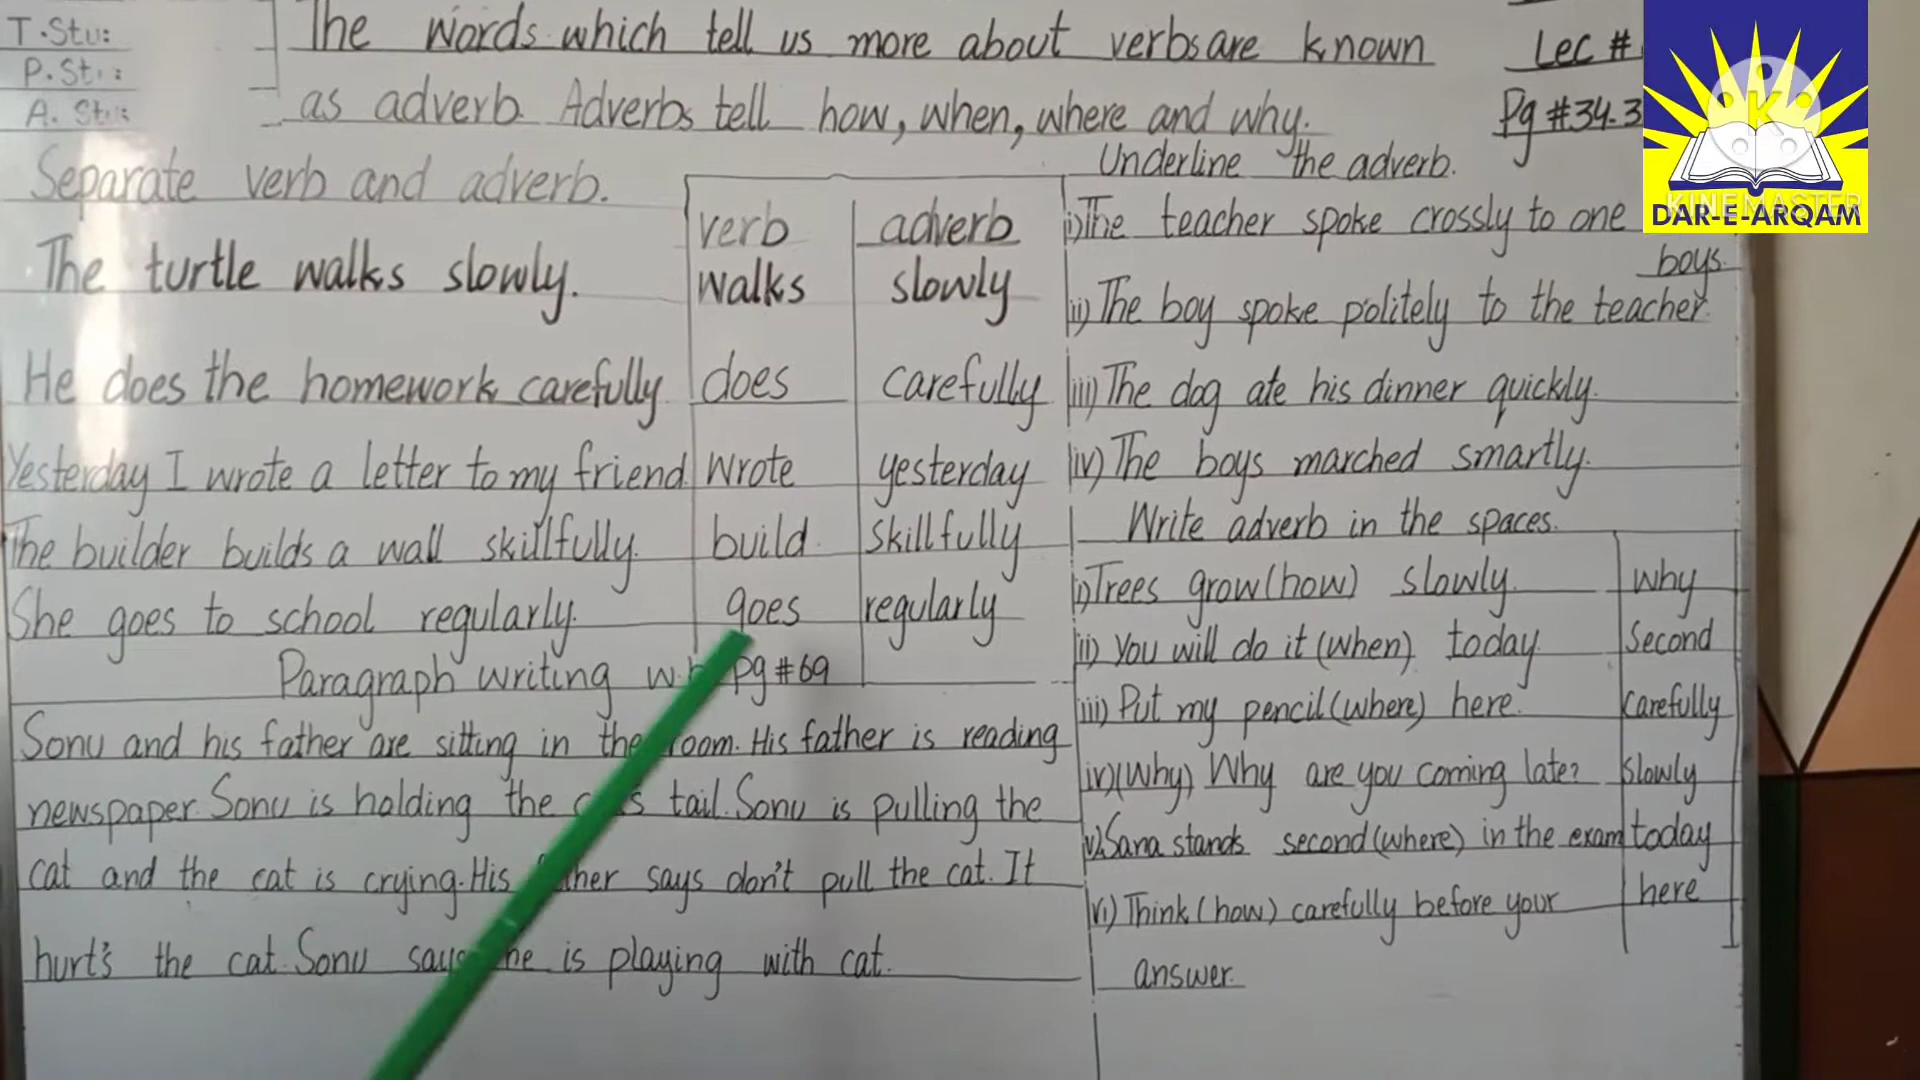 T.Stu:
P.St
A. St
The words which tell us more about verbs are known
as adverb. Adverbs tell how, when, where and why.
Lec #
Pg #34-3
Separate verb and adverb.
verb adverb
The turtle walks slowly. walks slowly
He does the homework carefully does carefully
Yesterday I wrote a letter to my friend wrote yesterday
The builder builds a wall skillfully. build skillfully
She goes to school regularly. goes regularly
Paragraph writing Pg #69
Sonu and his father are sitting in the room. His father is reading
newspaper. Sonu is holding the tail. Sonu is pulling the
cat and the cat is crying. His says don't pull the cat. It
hurt's the cat. Sonu he is playing with cat.
Underline the adverb.
i) The teacher spoke crossly to one
boys.
ii) The boy spoke politely to the teacher.
iii) The dog ate his dinner quickly.
iv) The boys marched smartly.
Write adverb in the spaces.
i) Trees grow (how) slowly. why
ii) You will do it (when) today. Second
iii) Put my pencil (where) here. carefully
iv) (Why) Why are you coming late? slowly
v) Sana stands second (where) in the exam today
vi) Think (how) carefully before your here
answer.
K
KINEMASTER
DAR-E-ARQAM